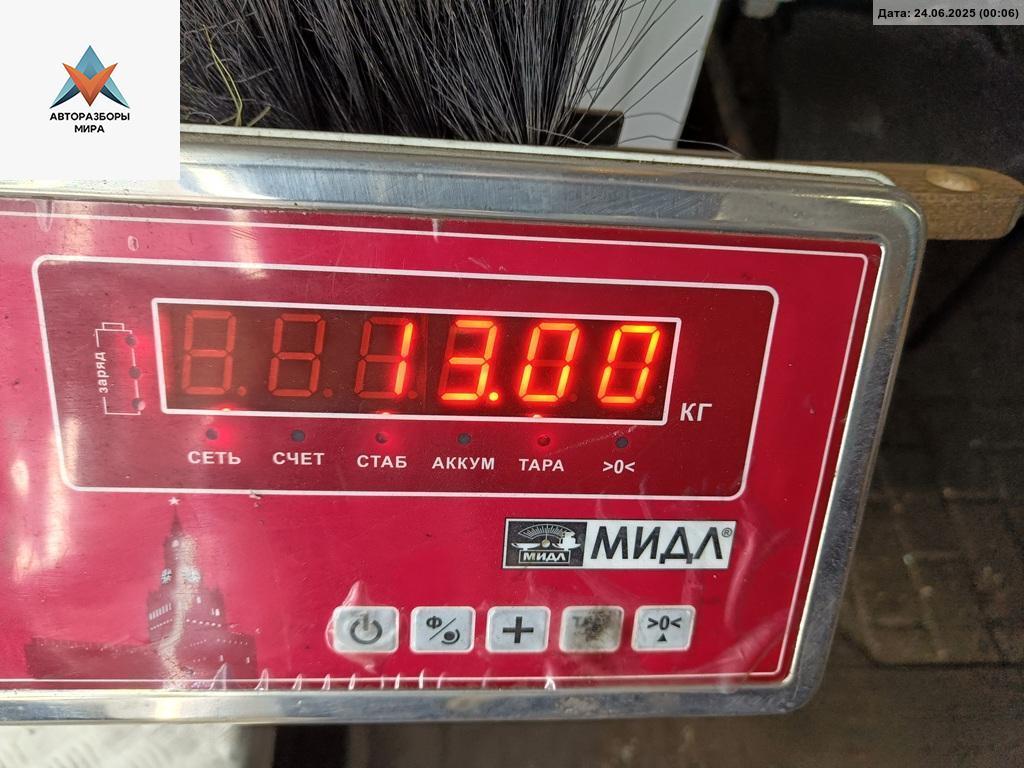 Дата: 24.06.2025 (00:06)
АВТОРАЗБОРЫ
МИРА
заряд
13.00
КГ
СЕТЬ СЧЕТ СТАБ АККУМ ТАРА >0<
МИДЛ МИДЛ®
Ф/ + >0<